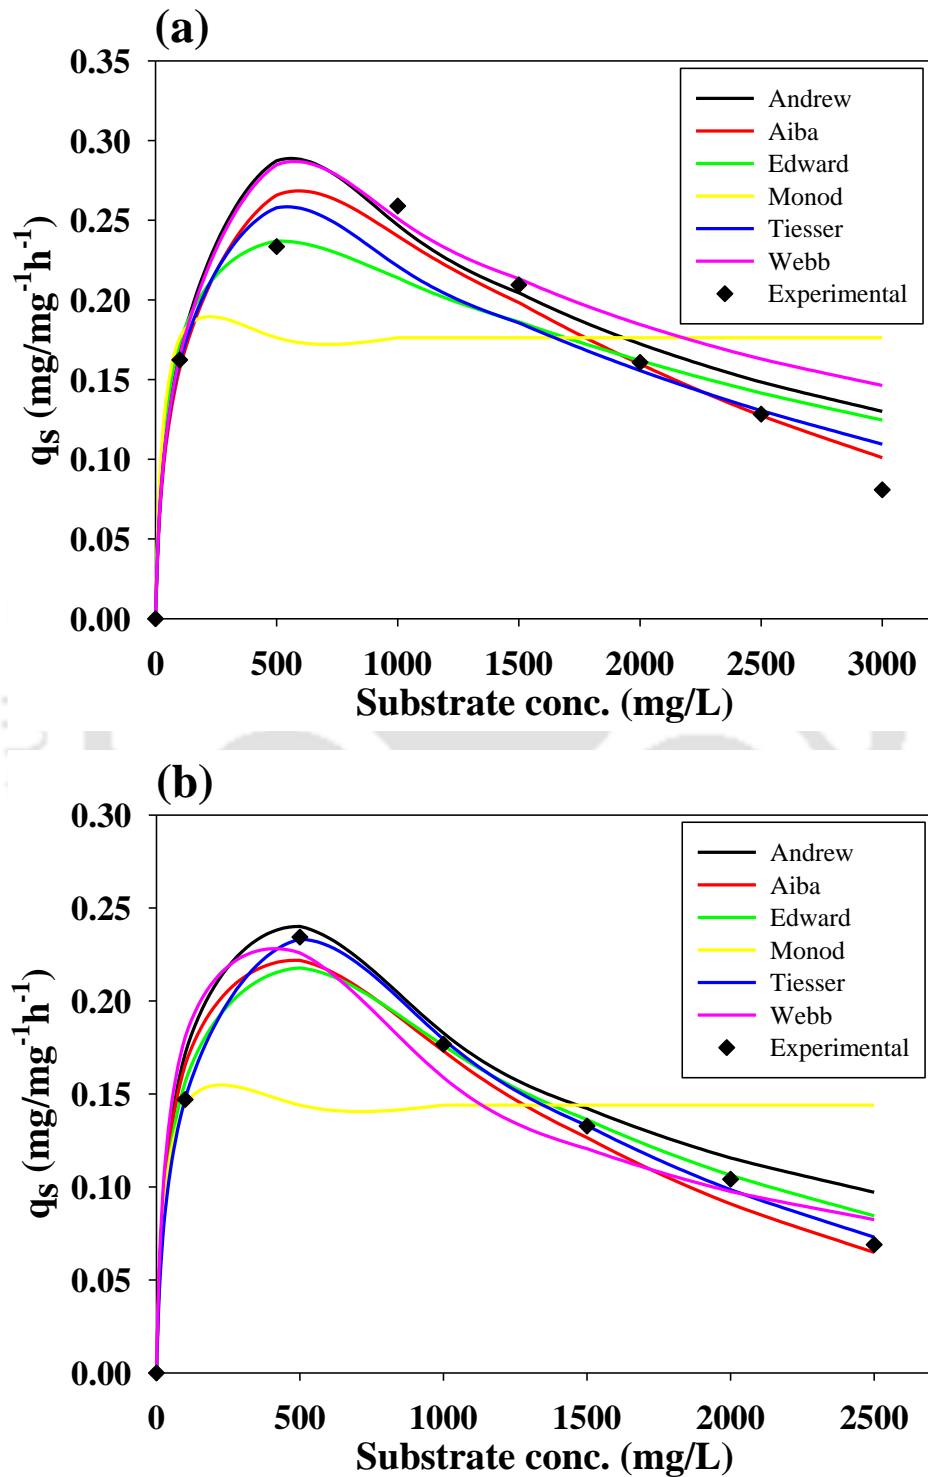 (a)
0.35
0.30
0.25
0.20
0.15
0.10
0.05
0.00
qs (mg/mg-1h-1)
Andrew
Aiba
Edward
Monod
Tiesser
Webb
Experimental
0 500 1000 1500 2000 2500 3000
Substrate conc. (mg/L)
(b)
0.30
0.25
0.20
0.15
0.10
0.05
0.00
qs (mg/mg-1h-1)
Andrew
Aiba
Edward
Monod
Tiesser
Webb
Experimental
0 500 1000 1500 2000 2500
Substrate conc. (mg/L)